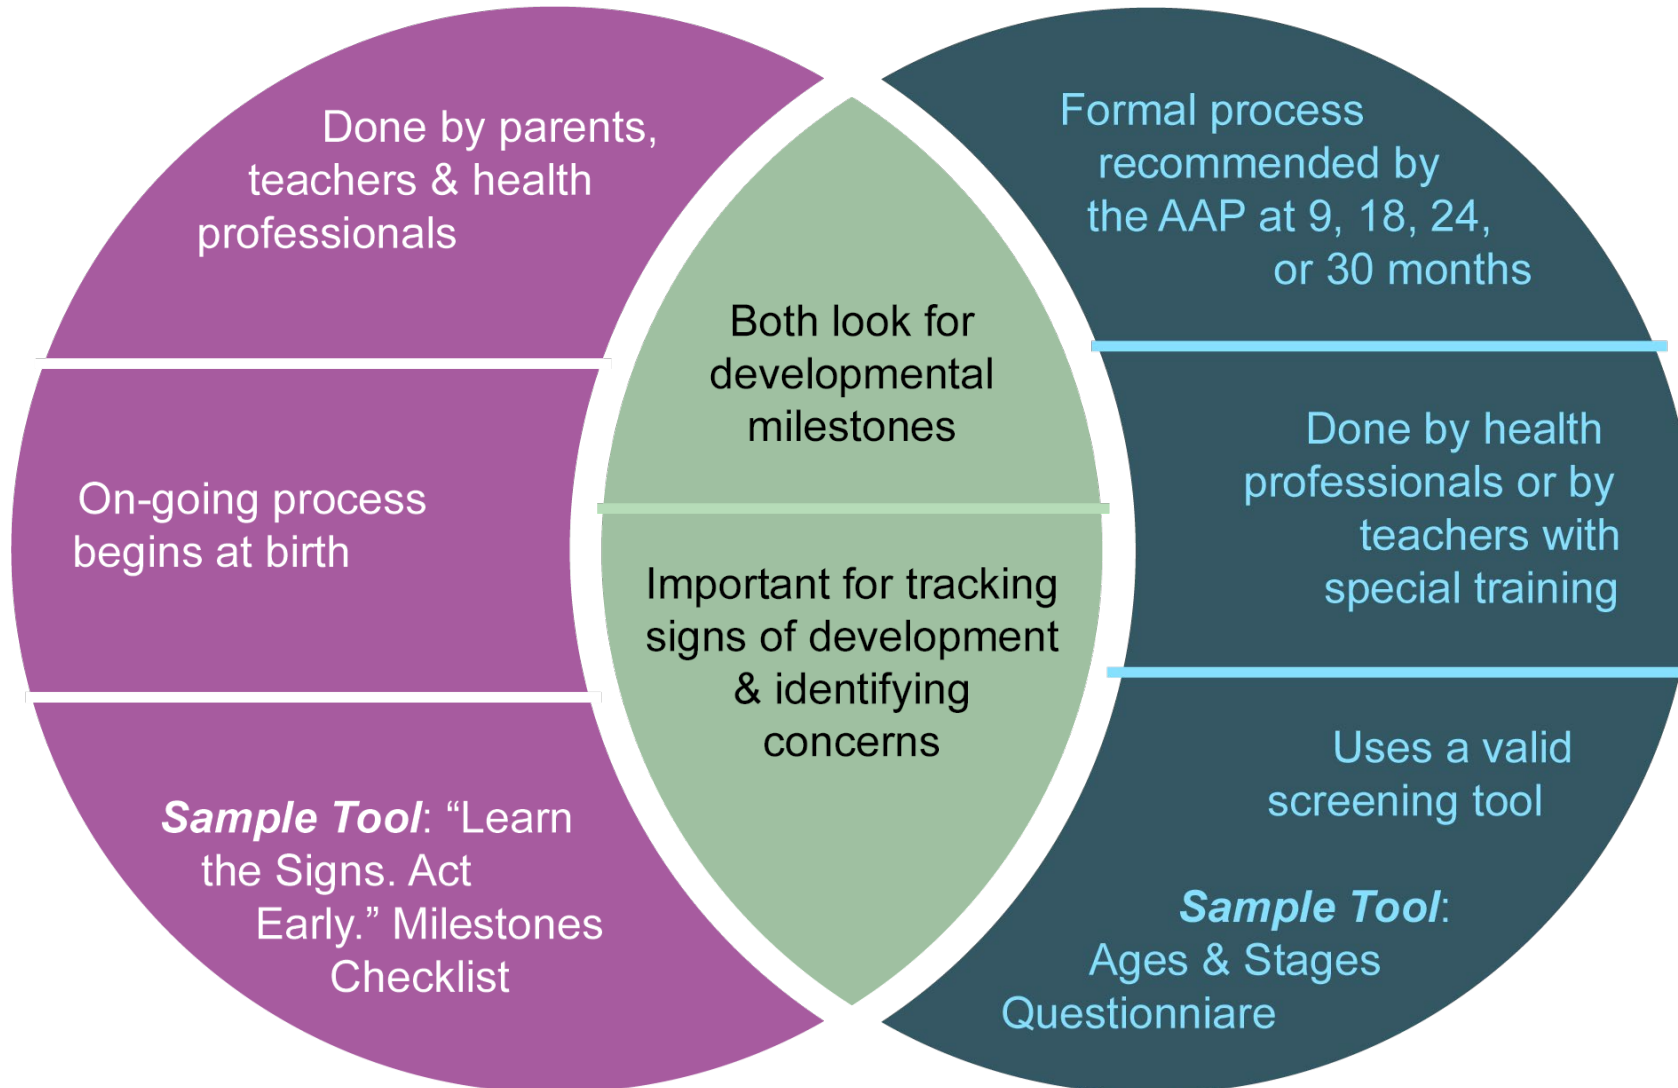 Done by parents,
teachers & health
professionals
On-going process
begins at birth
Sample Tool: “Learn
the Signs. Act
Early.” Milestones
Checklist
Both look for
developmental
milestones
Important for tracking
signs of development
& identifying
concerns
Formal process
recommended by
the AAP at 9, 18, 24,
or 30 months
Done by health
professionals or by
teachers with
special training
Uses a valid
screening tool
Sample Tool:
Ages & Stages
Questionniare